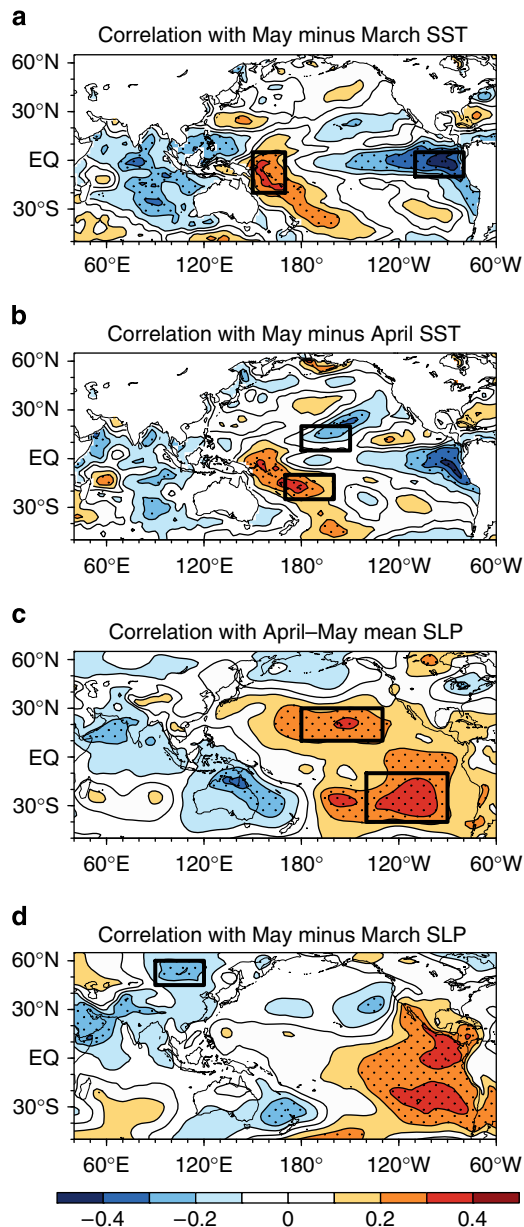 a
Correlation with May minus March SST
60°N
30°N
EQ
30°S
60°E 120°E 180° 120°W 60°W
b
Correlation with May minus April SST
60°N
30°N
EQ
30°S
60°E 120°E 180° 120°W 60°W
c
Correlation with April–May mean SLP
60°N
30°N
EQ
30°S
60°E 120°E 180° 120°W 60°W
d
Correlation with May minus March SLP
60°N
30°N
EQ
30°S
60°E 120°E 180° 120°W 60°W
−0.4 −0.2 0 0.2 0.4